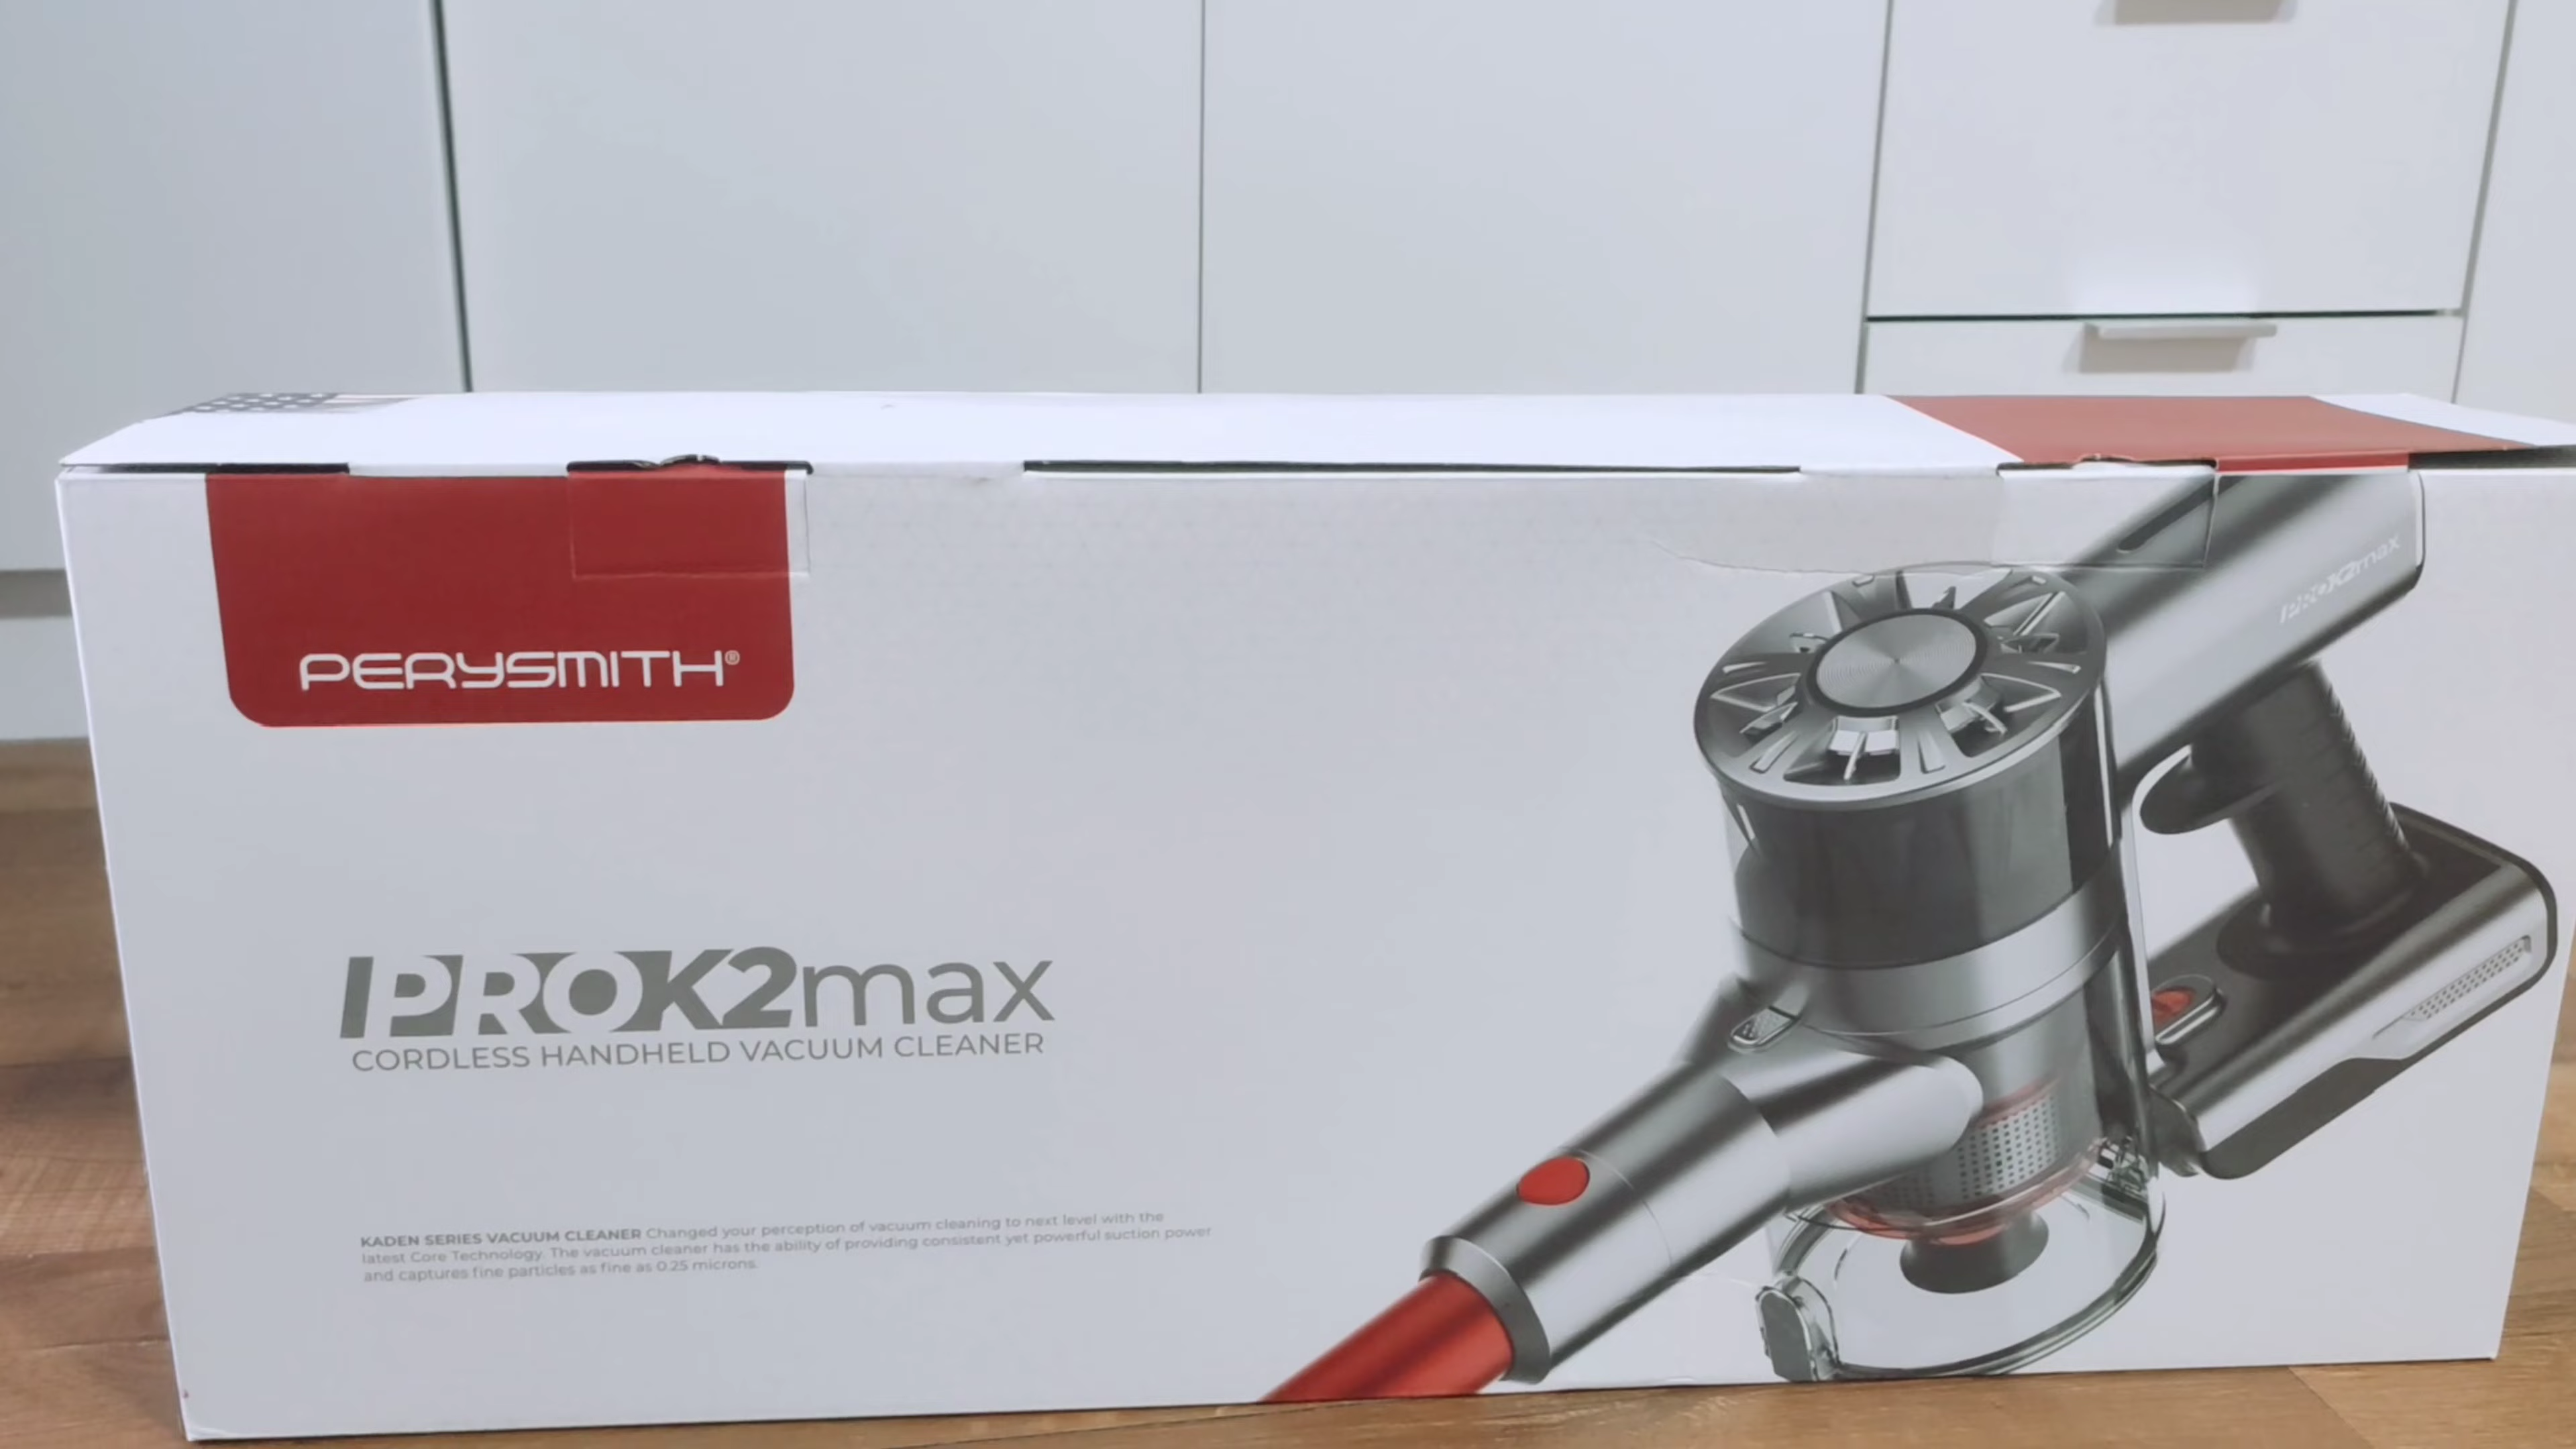 PERYSMITH®
PROK2max
PROK2max
CORDLESS HANDHELD VACUUM CLEANER
KADEN SERIES VACUUM CLEANER Changed your perception of vacuum cleaning to next level with the
latest Core Technology. The vacuum cleaner has the ability of providing consistent yet powerful suction power
and captures fine particles as fine as 0.25 microns.